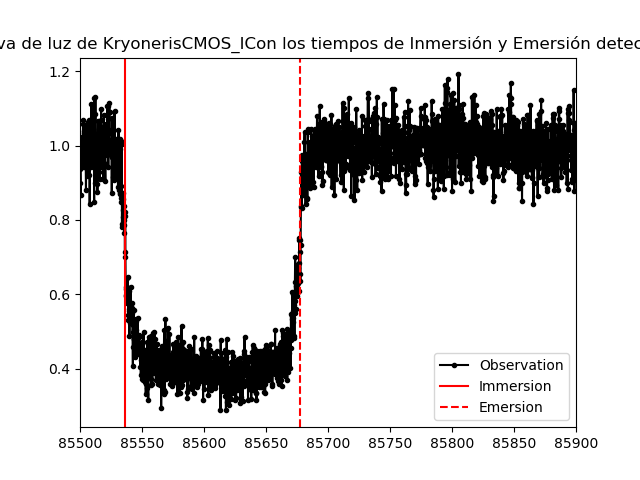 va de luz de KryonerisCMOS_ICon los tiempos de Inmersión y Emersión detec
1.2
1.0
0.8
0.6
0.4
Observation
Immersion
Emersion
85500 85550 85600 85650 85700 85750 85800 85850 85900